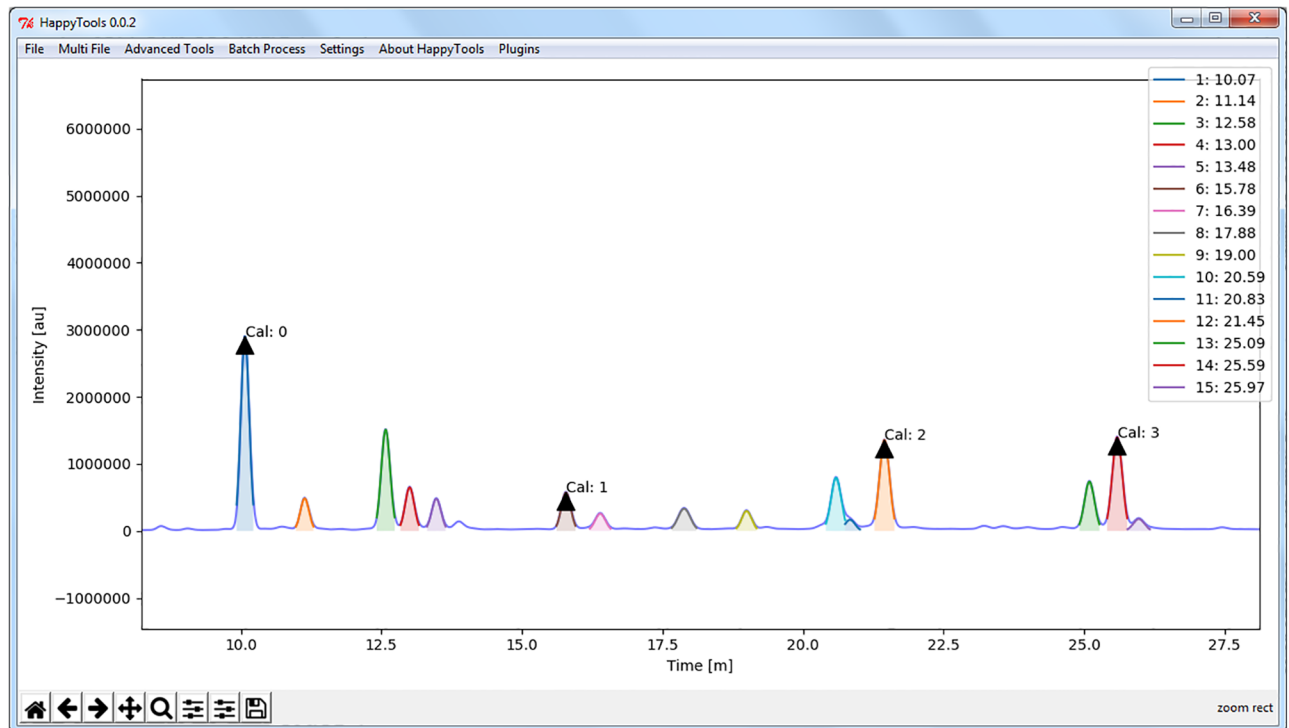 HappyTools 0.0.2
File Multi File Advanced Tools Batch Process Settings About HappyTools Plugins
1: 10.07
2: 11.14
3: 12.58
4: 13.00
5: 13.48
6: 15.78
7: 16.39
8: 17.88
9: 19.00
10: 20.59
11: 20.83
12: 21.45
13: 25.09
14: 25.59
15: 25.97
6000000
5000000
4000000
3000000
2000000
1000000
0
−1000000
Intensity [au]
Cal: 0
Cal: 1
Cal: 2
Cal: 3
10.0 12.5 15.0 17.5 20.0 22.5 25.0 27.5
Time [m]
zoom rect